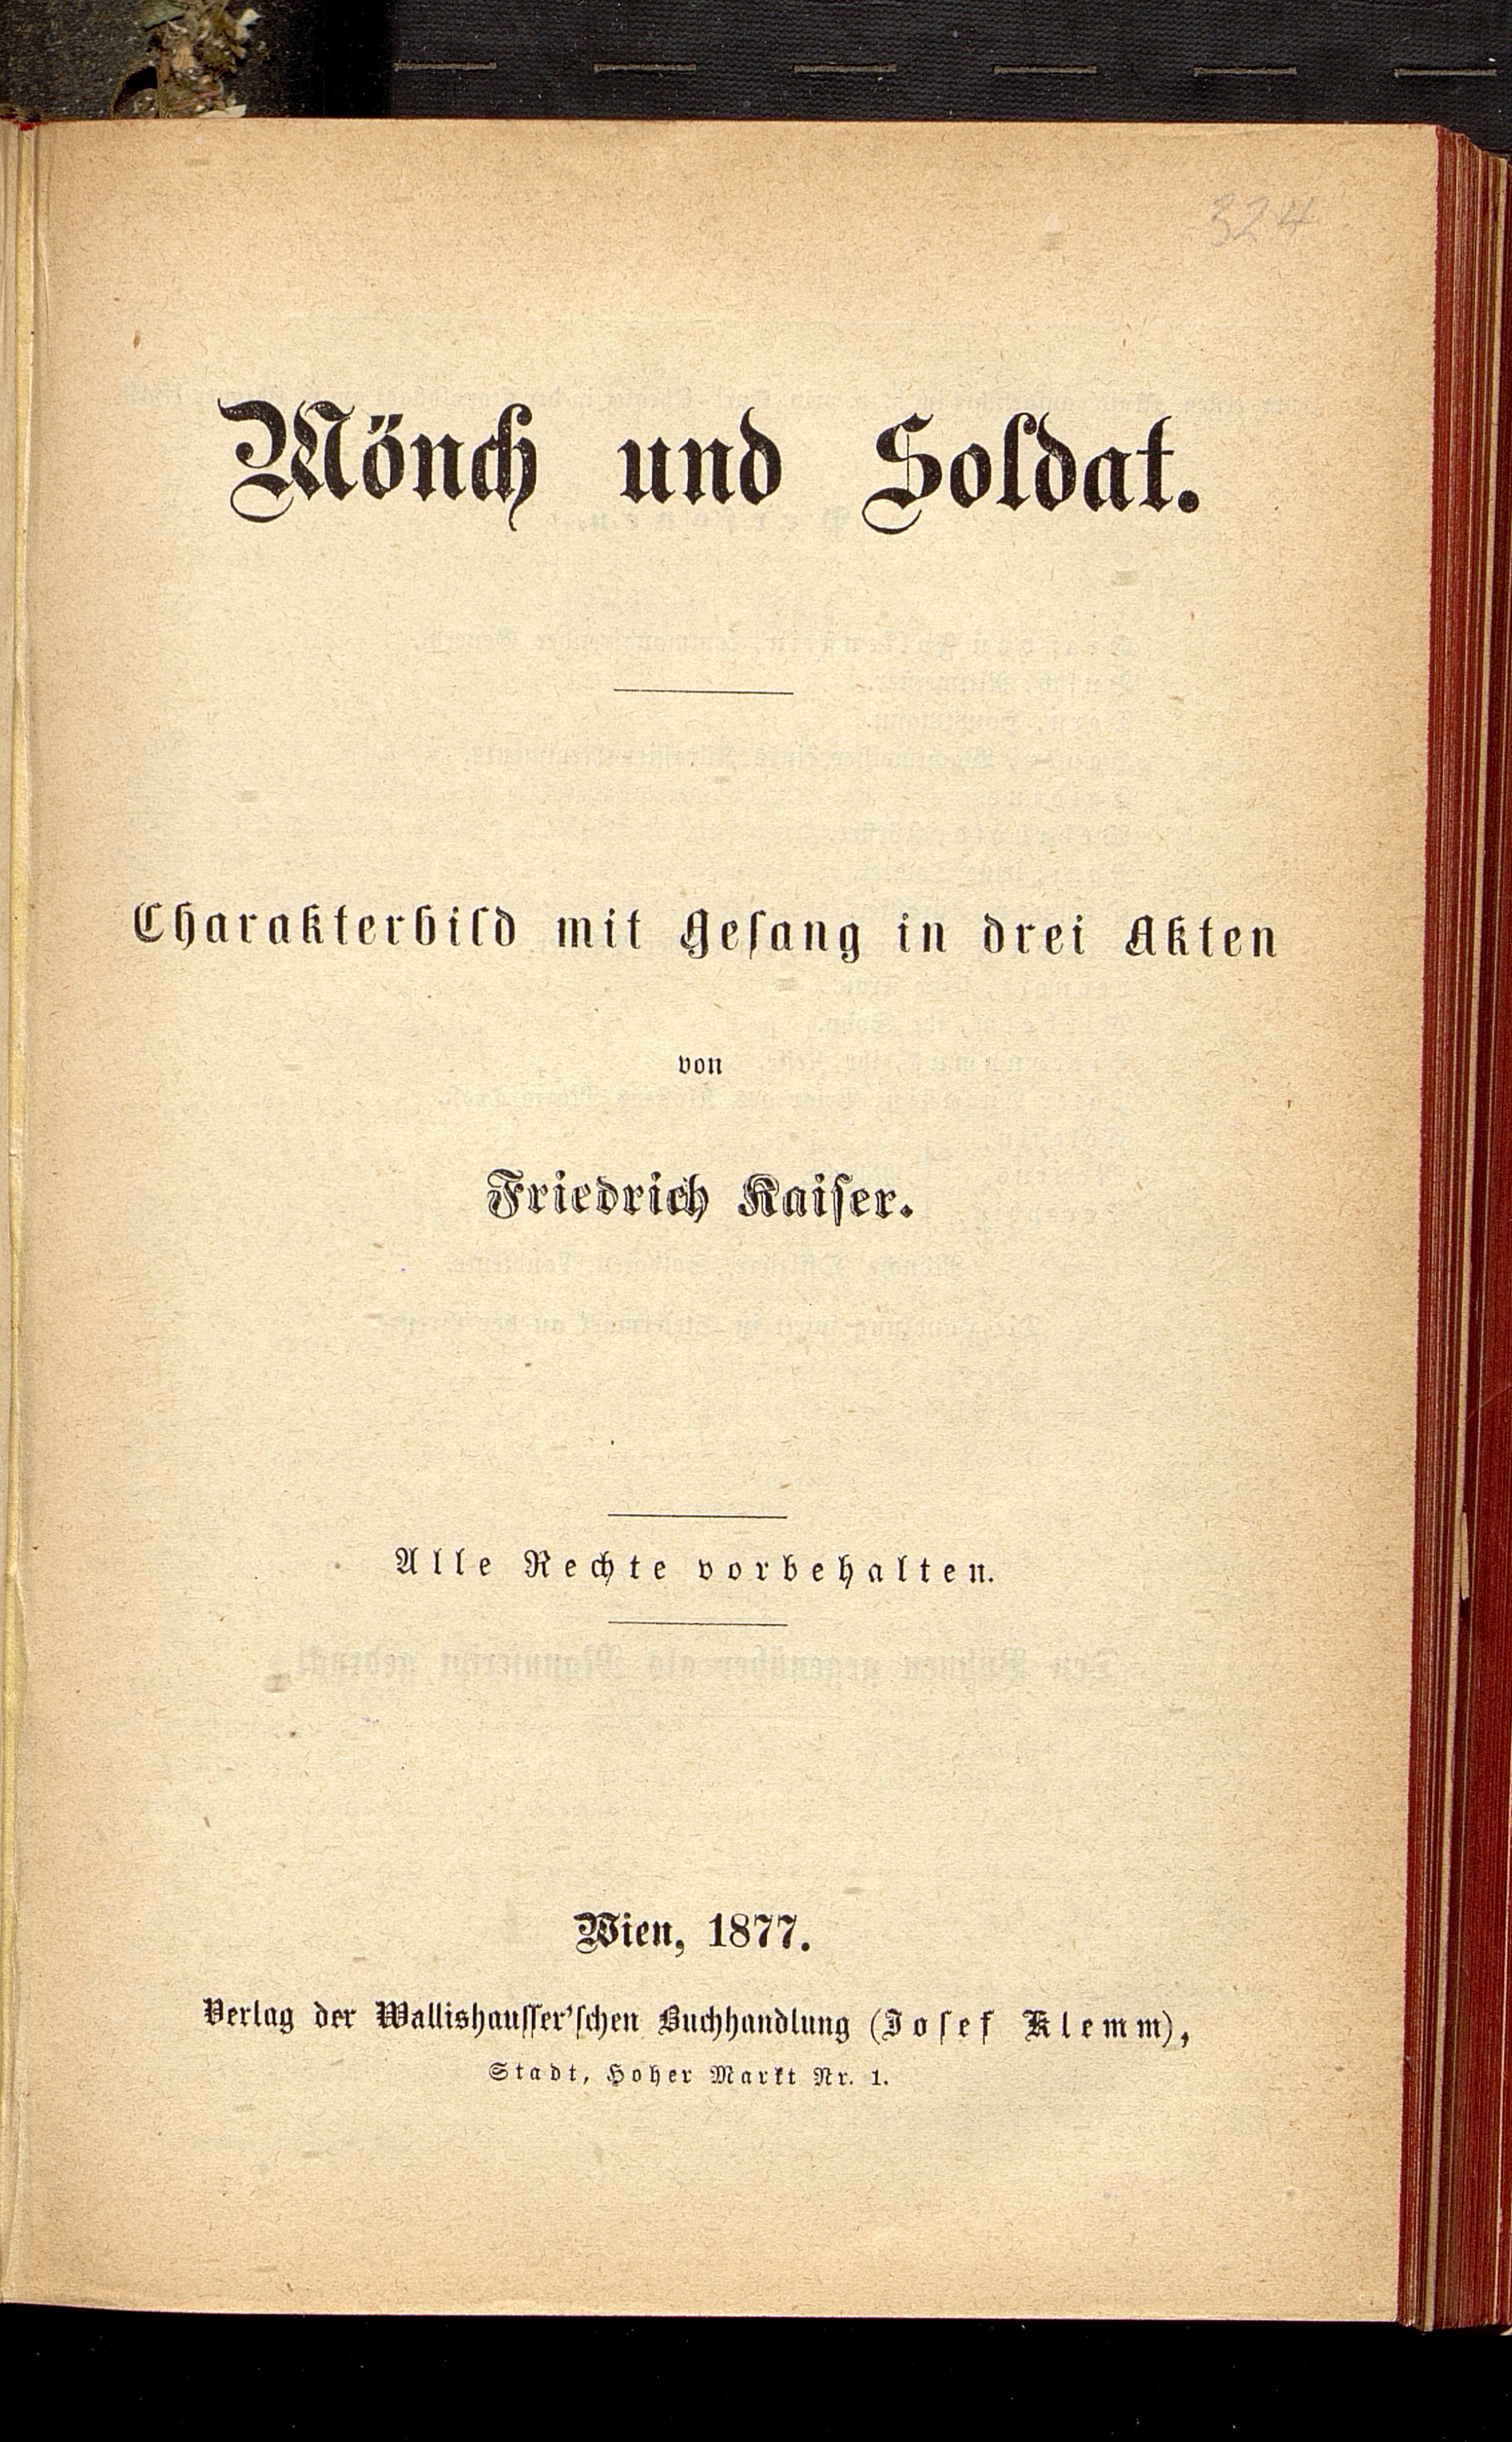 324
Mönch und Soldat.
Charakterbild mit Gesang in drei Akten
von
Friedrich Kaiser.
Alle Rechte vorbehalten.
Wien, 1877.
Verlag der Wallishausser'schen Buchhandlung (Josef Klemm),
Stadt, Hoher Markt Nr. 1.